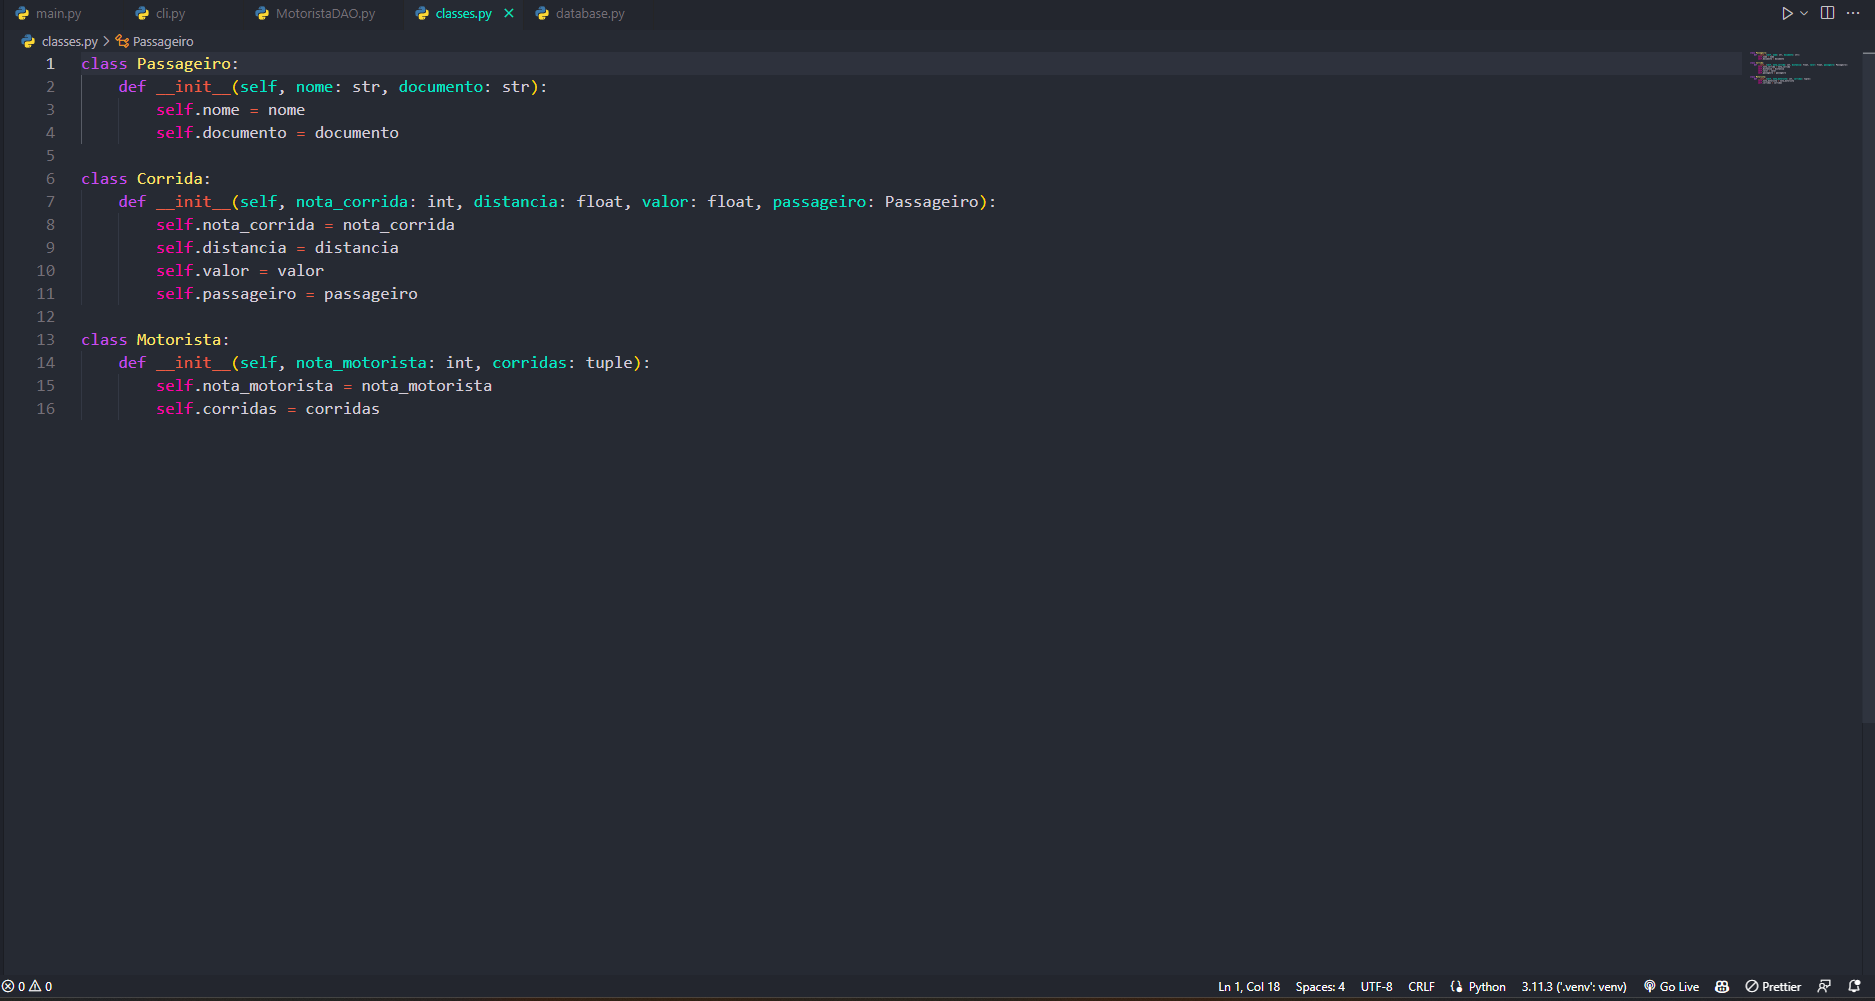 main.py cli.py MotoristaDAO.py classes.py database.py
classes.py > Passageiro
1 class Passageiro:
2     def __init__(self, nome: str, documento: str):
3         self.nome = nome
4         self.documento = documento
5
6 class Corrida:
7     def __init__(self, nota_corrida: int, distancia: float, valor: float, passageiro: Passageiro):
8         self.nota_corrida = nota_corrida
9         self.distancia = distancia
10         self.valor = valor
11         self.passageiro = passageiro
12
13 class Motorista:
14     def __init__(self, nota_motorista: int, corridas: tuple):
15         self.nota_motorista = nota_motorista
16         self.corridas = corridas
0 0 Ln 1, Col 18 Spaces: 4 UTF-8 CRLF Python 3.11.3 ('.venv': venv) Go Live Prettier